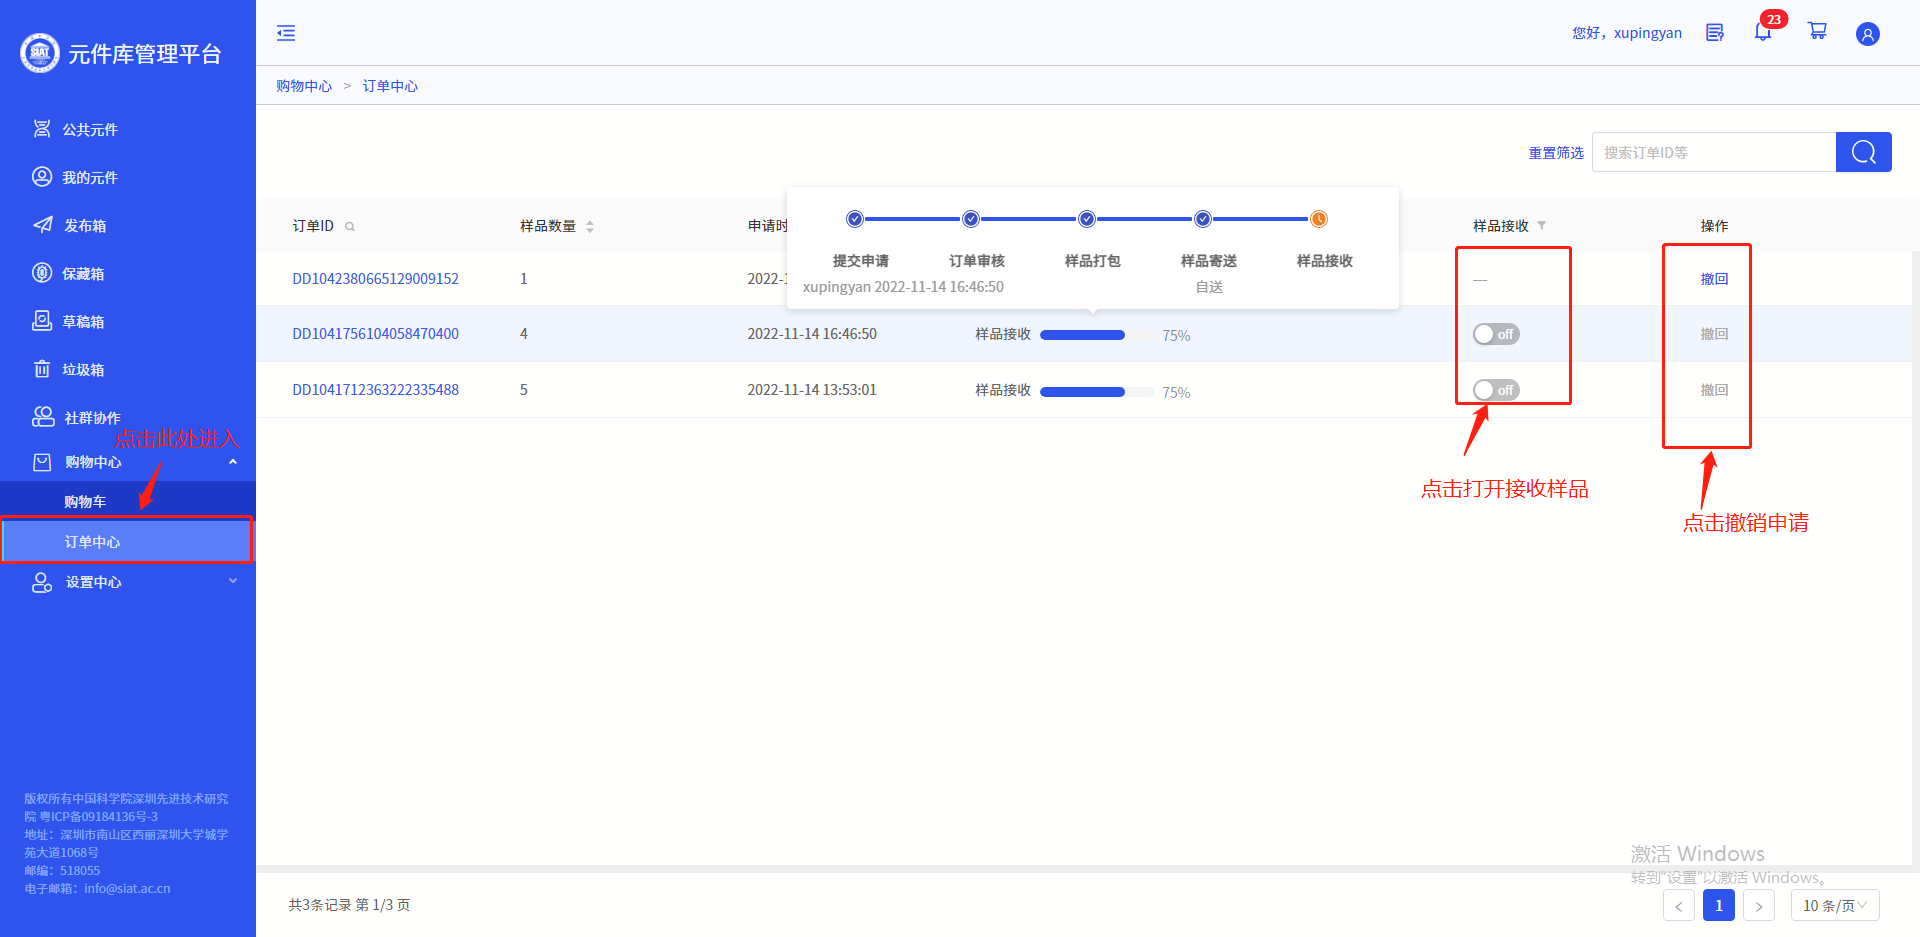 SIAT
元件库管理平台
公共元件
我的元件
发布箱
保藏箱
草稿箱
垃圾箱
社群协作
点击此处进入
购物中心
购物车
订单中心
设置中心
版权所有中国科学院深圳先进技术研究
院 粤ICP备09184136号-3
地址：深圳市南山区西丽深圳大学城学
苑大道1068号
邮编：518055
电子邮箱：info@siat.ac.cn
您好，xupingyan
23
购物中心 > 订单中心
重置筛选 搜索订单ID等
订单ID 样品数量 申请时 样品接收 操作
提交申请 订单审核 样品打包 样品寄送 样品接收
xupingyan 2022-11-14 16:46:50 自送
DD1042380665129009152 1 2022-1 --- 撤回
DD1041756104058470400 4 2022-11-14 16:46:50 样品接收 75% off 撤回
DD1041712363222335488 5 2022-11-14 13:53:01 样品接收 75% off 撤回
点击打开接收样品
点击撤销申请
激活 Windows
转到"设置"以激活 Windows。
共3条记录 第 1/3 页
< 1 > 10 条/页